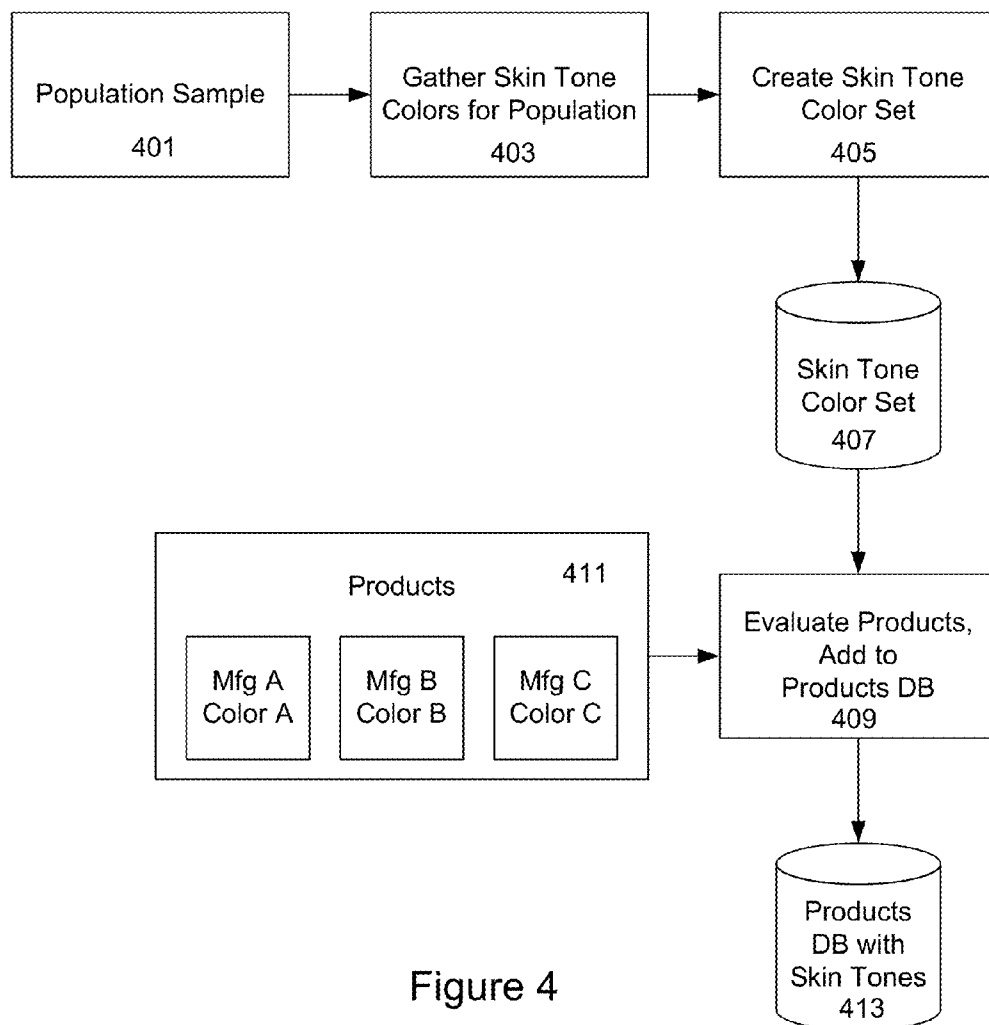 Population Sample
401
Gather Skin Tone
Colors for Population
403
Create Skin Tone
Color Set
405
Skin Tone
Color Set
407
Products
411
Mfg A
Color A
Mfg B
Color B
Mfg C
Color C
Evaluate Products,
Add to
Products DB
409
Products
DB with
Skin Tones
413
Figure 4